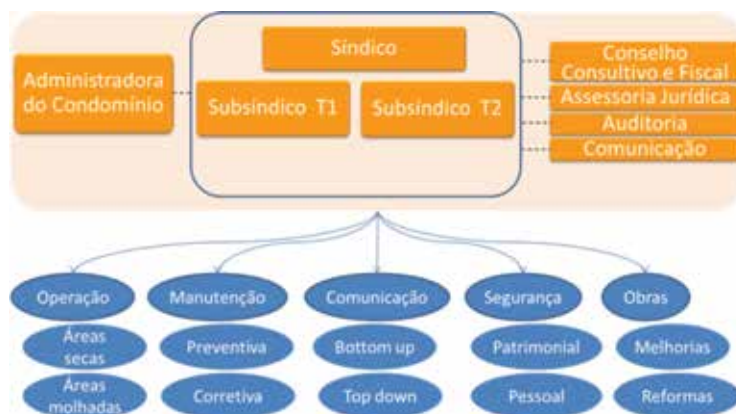 Síndico
Administradora
do Condomínio
Subsíndico T1
Subsíndico T2
Conselho
Consultivo e Fiscal
Assessoria Jurídica
Auditoria
Comunicação
Operação
Manutenção
Comunicação
Segurança
Obras
Áreas
secas
Preventiva
Bottom up
Patrimonial
Melhorias
Áreas
molhadas
Corretiva
Top down
Pessoal
Reformas